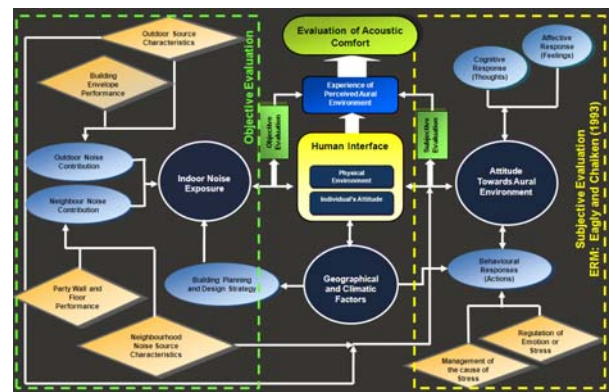 Outdoor Source
Characteristics
Building
Envelope
Performance
Outdoor Noise
Contribution
Neighbour Noise
Contribution
Party Wall and
Floor
Performance
Neighbourhood
Noise Source
Characteristics
Indoor Noise
Exposure
Building Planning
and Design Strategy
Objective Evaluation
Evaluation of Acoustic
Comfort
Experience of
Perceived Aural
Environment
Objective
Evaluation
Human Interface
Physical
Environment
Individual's Attitude
Subjective
Evaluation
Geographical
and Climatic
Factors
Cognitive
Response
(Thoughts)
Affective
Response
(Feelings)
Attitude
Towards Aural
Environment
Behavioural
Responses
(Actions)
Management of
the cause of
Stress
Regulation of
Emotion or
Stress
Subjective Evaluation
ERM: Eagly and Chaiken (1993)